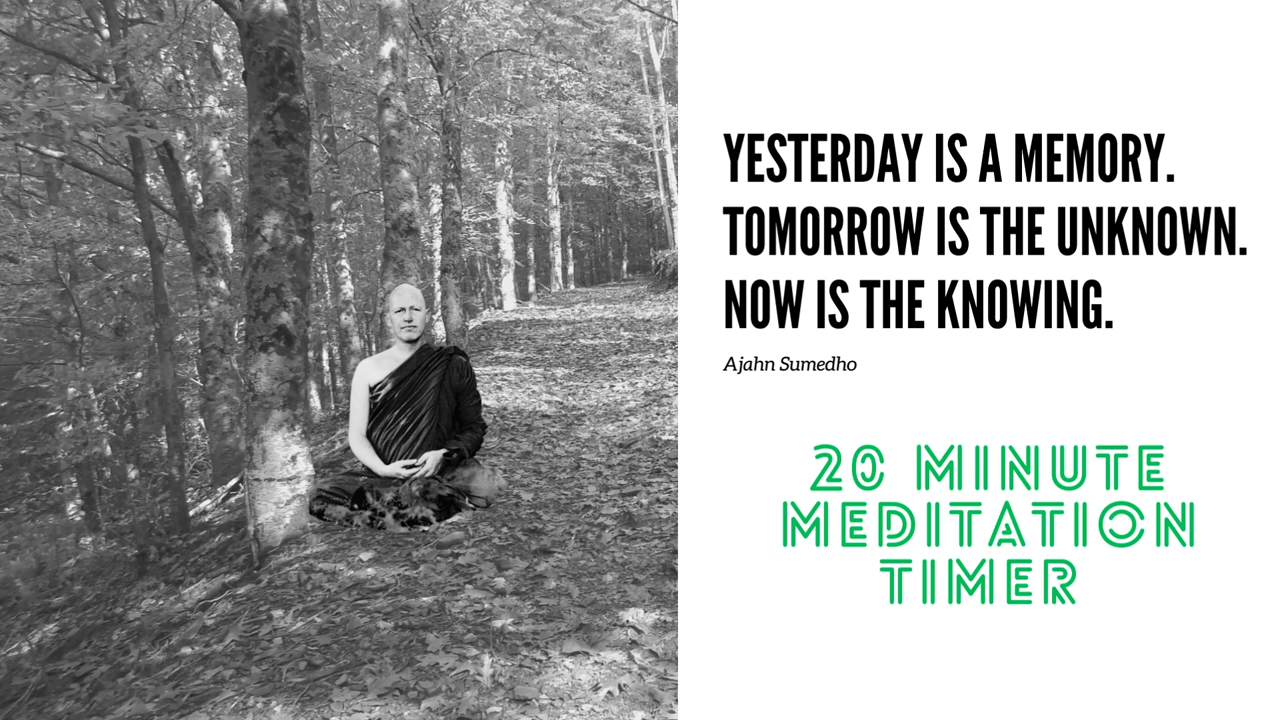 YESTERDAY IS A MEMORY.
TOMORROW IS THE UNKNOWN.
NOW IS THE KNOWING.
Ajahn Sumedho
20 MINUTE
MEDITATION
TIMER